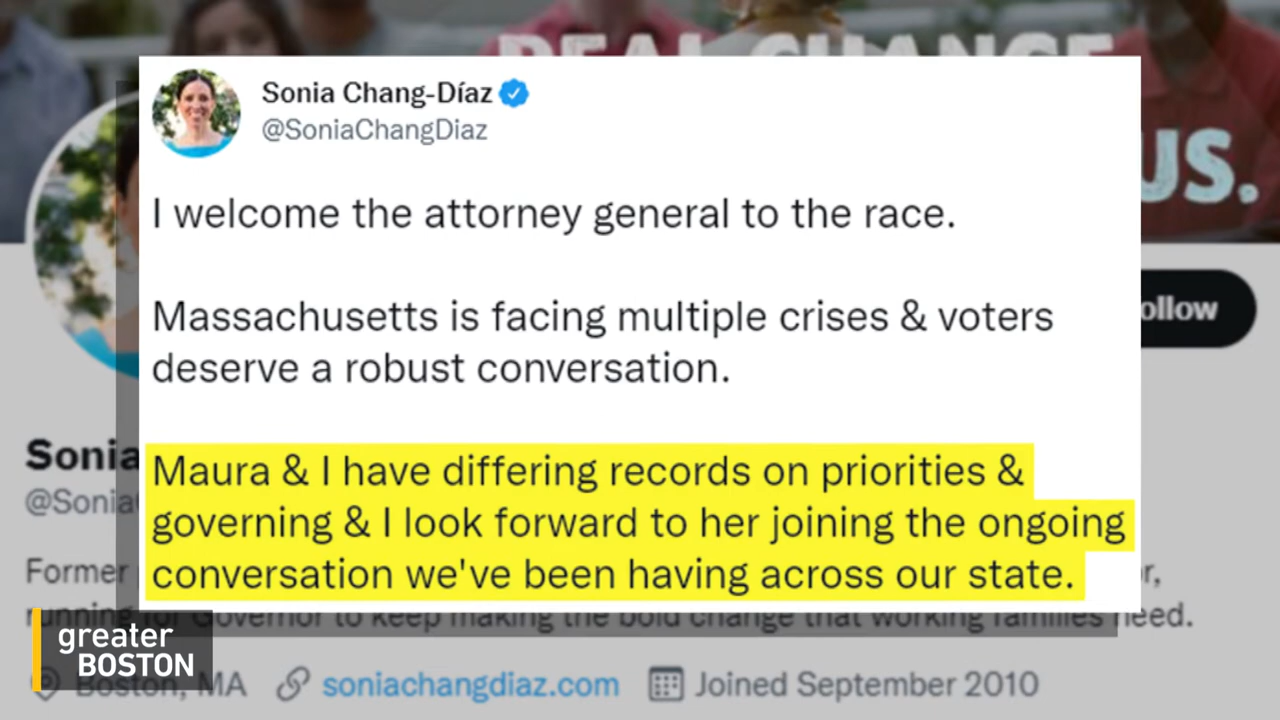 REAL CHANGE
US.
Sonia Chang-Díaz
@SoniaChangDiaz
I welcome the attorney general to the race.
Massachusetts is facing multiple crises & voters
deserve a robust conversation.
Maura & I have differing records on priorities &
governing & I look forward to her joining the ongoing
conversation we've been having across our state.
ollow
Sonia
@Sonia
Former
r,
running for Governor to keep making the bold change that working families need.
greater
BOSTON
Boston, MA
soniachangdiaz.com
Joined September 2010